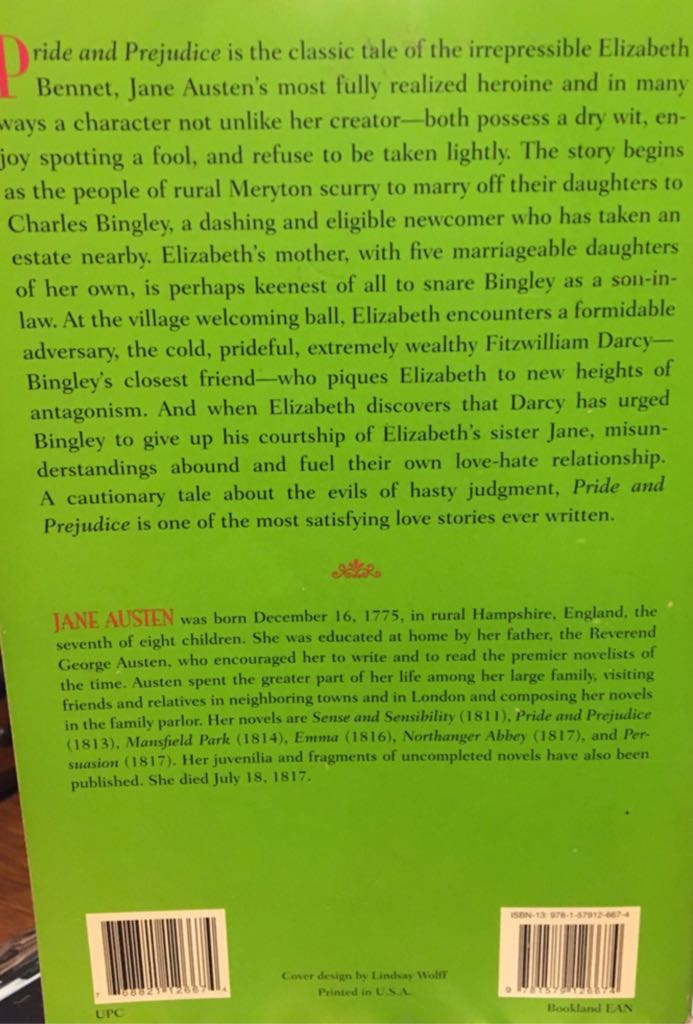 Pride and Prejudice is the classic tale of the irrepressible Elizabeth
Bennet, Jane Austen's most fully realized heroine and in many
ways a character not unlike her creator—both possess a dry wit, en-
joy spotting a fool, and refuse to be taken lightly. The story begins
as the people of rural Meryton scurry to marry off their daughters to
Charles Bingley, a dashing and eligible newcomer who has taken an
estate nearby. Elizabeth's mother, with five marriageable daughters
of her own, is perhaps keenest of all to snare Bingley as a son-in-
law. At the village welcoming ball, Elizabeth encounters a formidable
adversary, the cold, prideful, extremely wealthy Fitzwilliam Darcy—
Bingley's closest friend—who piques Elizabeth to new heights of
antagonism. And when Elizabeth discovers that Darcy has urged
Bingley to give up his courtship of Elizabeth's sister Jane, misun-
derstandings abound and fuel their own love-hate relationship.
A cautionary tale about the evils of hasty judgment, Pride and
Prejudice is one of the most satisfying love stories ever written.
JANE AUSTEN was born December 16, 1775, in rural Hampshire, England, the
seventh of eight children. She was educated at home by her father, the Reverend
George Austen, who encouraged her to write and to read the premier novelists of
the time. Austen spent the greater part of her life among her large family, visiting
friends and relatives in neighboring towns and in London and composing her novels
in the family parlor. Her novels are Sense and Sensibility (1811), Pride and Prejudice
(1813), Mansfield Park (1814), Emma (1816), Northanger Abbey (1817), and Per-
suasion (1817). Her juvenilia and fragments of uncompleted novels have also been
published. She died July 18, 1817.
ISBN-13: 978-1-57912-667-4
7 68821 12667 4
UPC
Cover design by Lindsay Wolff
Printed in U.S.A.
9 781579 126674
Bookland EAN